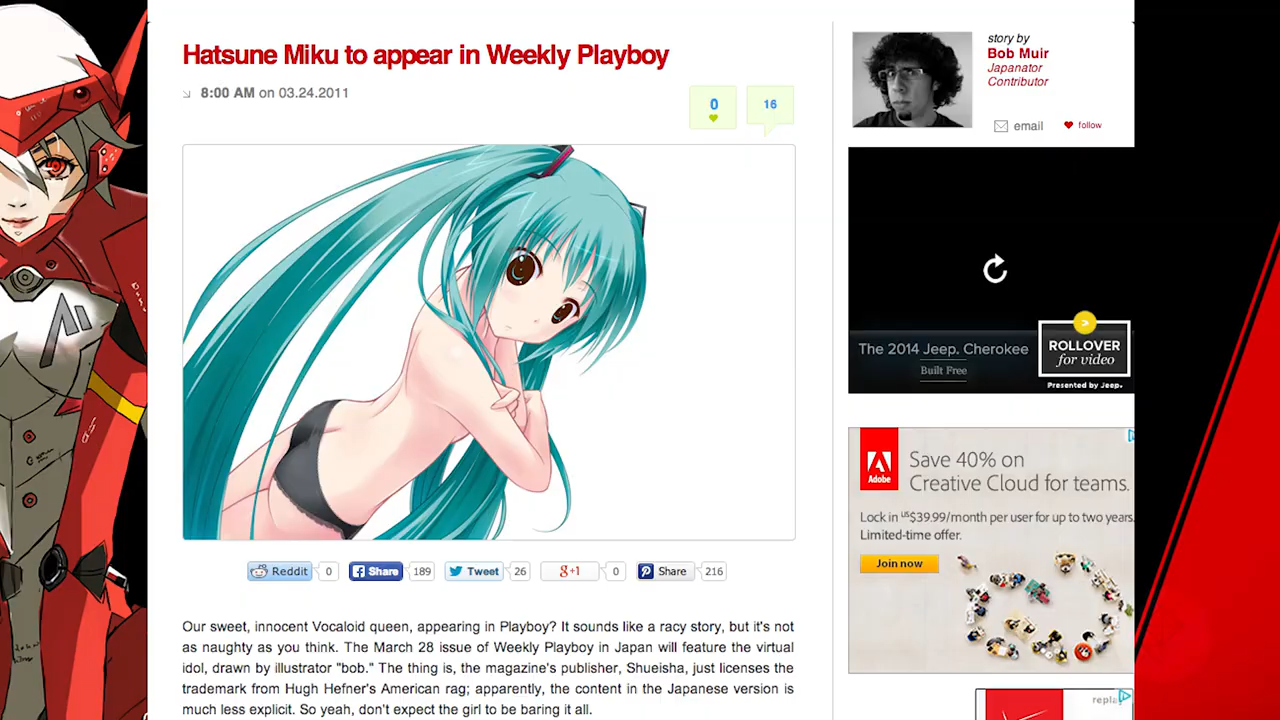 Hatsune Miku to appear in Weekly Playboy
8:00 AM on 03.24.2011
0
16
Reddit 0
Share 189
Tweet 26
g+1 0
Share 216
Our sweet, innocent Vocaloid queen, appearing in Playboy? It sounds like a racy story, but it's not
as naughty as you think. The March 28 issue of Weekly Playboy in Japan will feature the virtual
idol, drawn by illustrator "bob." The thing is, the magazine's publisher, Shueisha, just licenses the
trademark from Hugh Hefner's American rag; apparently, the content in the Japanese version is
much less explicit. So yeah, don't expect the girl to be baring it all.
story by
Bob Muir
Japanator
Contributor
email
follow
The 2014 Jeep. Cherokee
Built Free
ROLLOVER
for video
Presented by Jeep.
Adobe
Save 40% on
Creative Cloud for teams.
Lock in US$39.99/month per user for up to two years.
Limited-time offer.
Join now